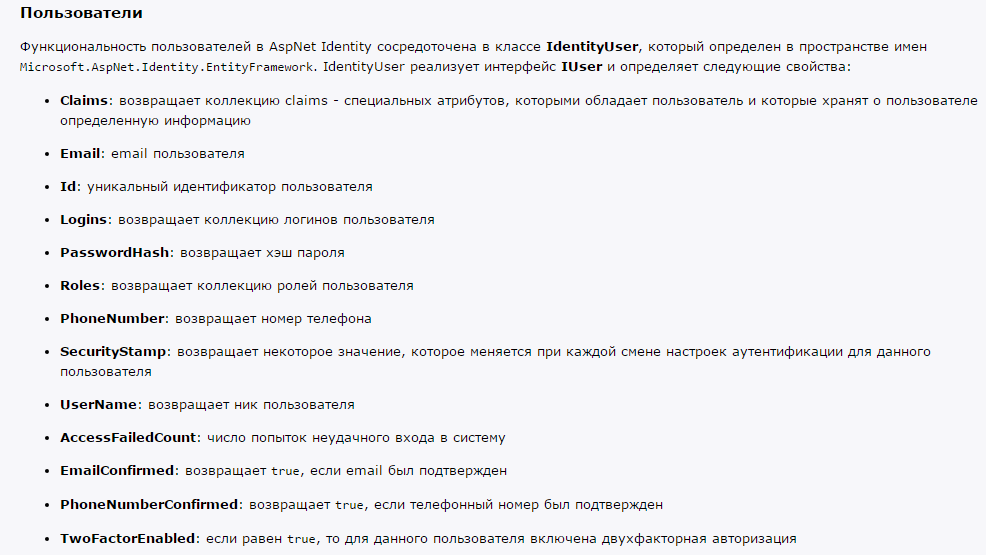 Пользователи
Функциональность пользователей в AspNet Identity сосредоточена в классе IdentityUser, который определен в пространстве имен
Microsoft.AspNet.Identity.EntityFramework. IdentityUser реализует интерфейс IUser и определяет следующие свойства:
• Claims: возвращает коллекцию claims - специальных атрибутов, которыми обладает пользователь и которые хранят о пользователе
определенную информацию
• Email: email пользователя
• Id: уникальный идентификатор пользователя
• Logins: возвращает коллекцию логинов пользователя
• PasswordHash: возвращает хэш пароля
• Roles: возвращает коллекцию ролей пользователя
• PhoneNumber: возвращает номер телефона
• SecurityStamp: возвращает некоторое значение, которое меняется при каждой смене настроек аутентификации для данного
пользователя
• UserName: возвращает ник пользователя
• AccessFailedCount: число попыток неудачного входа в систему
• EmailConfirmed: возвращает true, если email был подтвержден
• PhoneNumberConfirmed: возвращает true, если телефонный номер был подтвержден
• TwoFactorEnabled: если равен true, то для данного пользователя включена двухфакторная авторизация